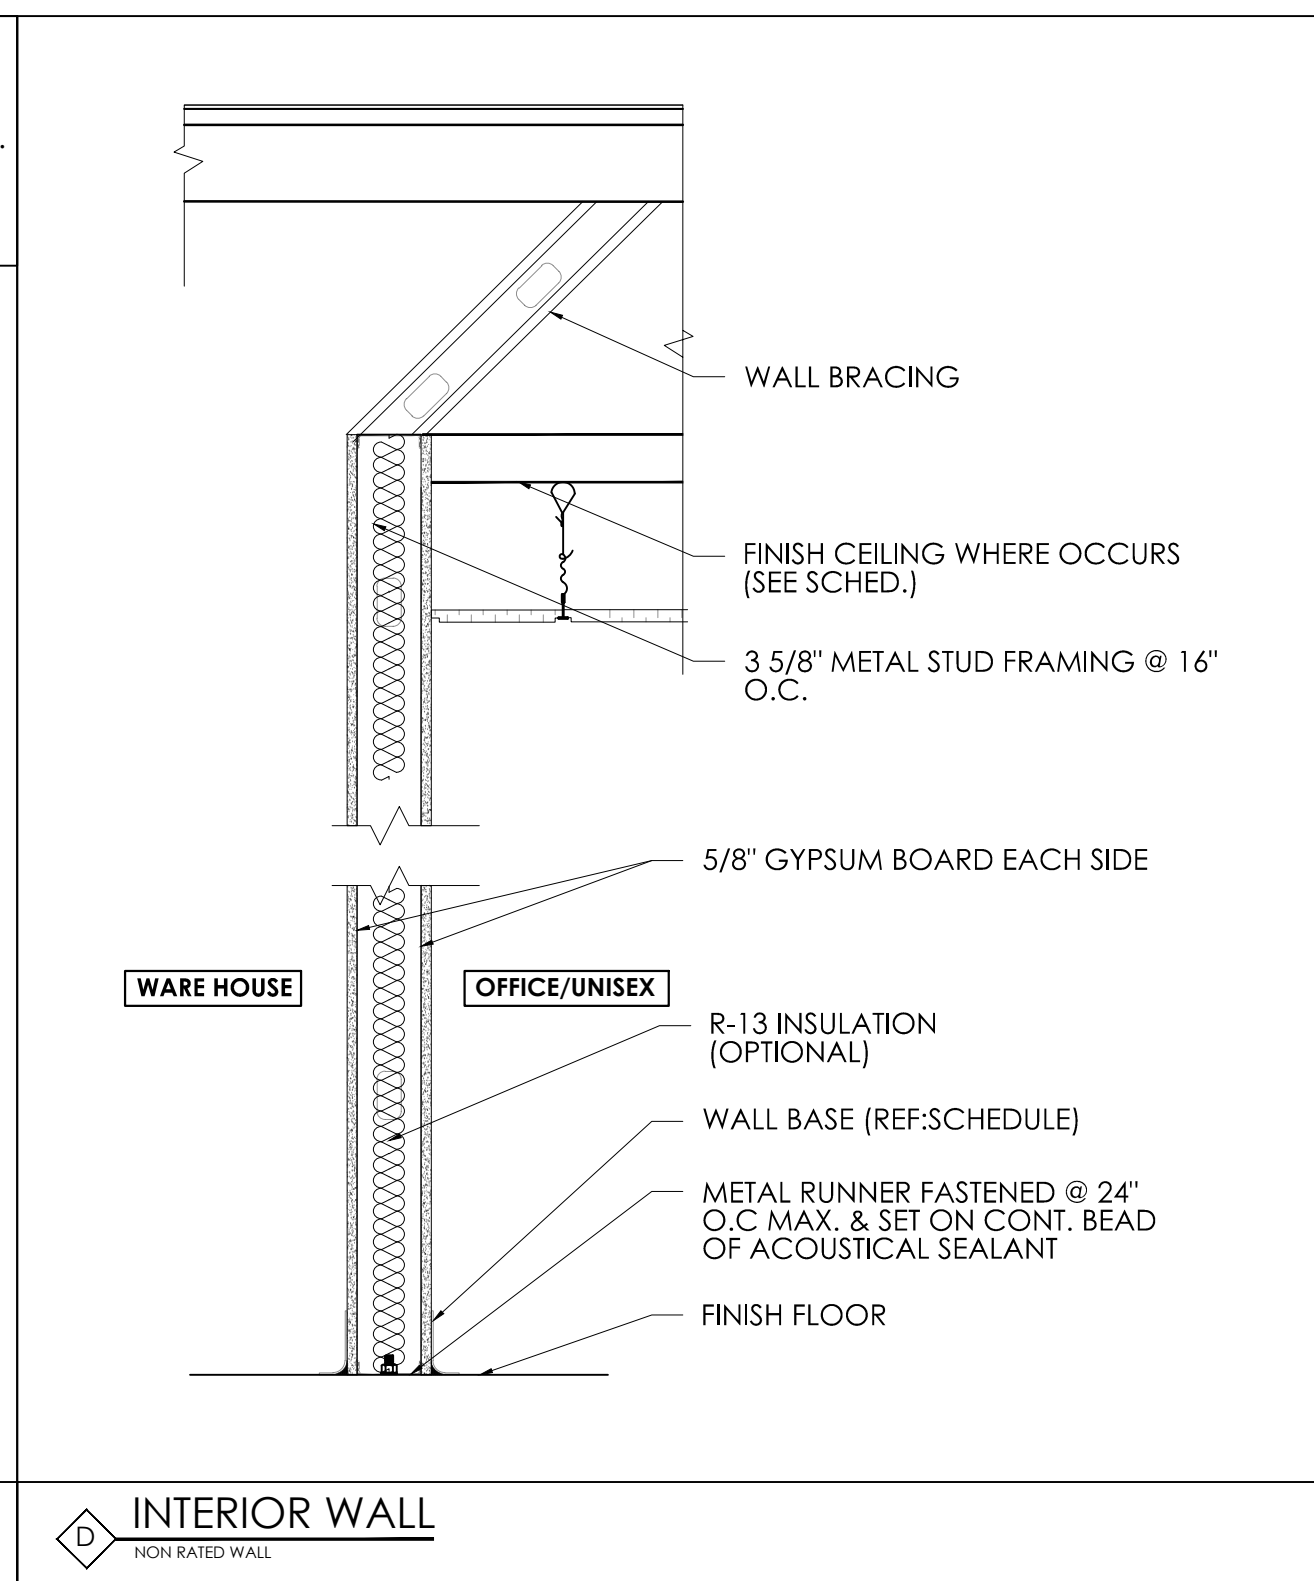 WALL BRACING
FINISH CEILING WHERE OCCURS
(SEE SCHED.)
3 5/8" METAL STUD FRAMING @ 16"
O.C.
5/8" GYPSUM BOARD EACH SIDE
WARE HOUSE
OFFICE/UNISEX
R-13 INSULATION
(OPTIONAL)
WALL BASE (REF:SCHEDULE)
METAL RUNNER FASTENED @ 24"
O.C MAX. & SET ON CONT. BEAD
OF ACOUSTICAL SEALANT
FINISH FLOOR
D
INTERIOR WALL
NON RATED WALL